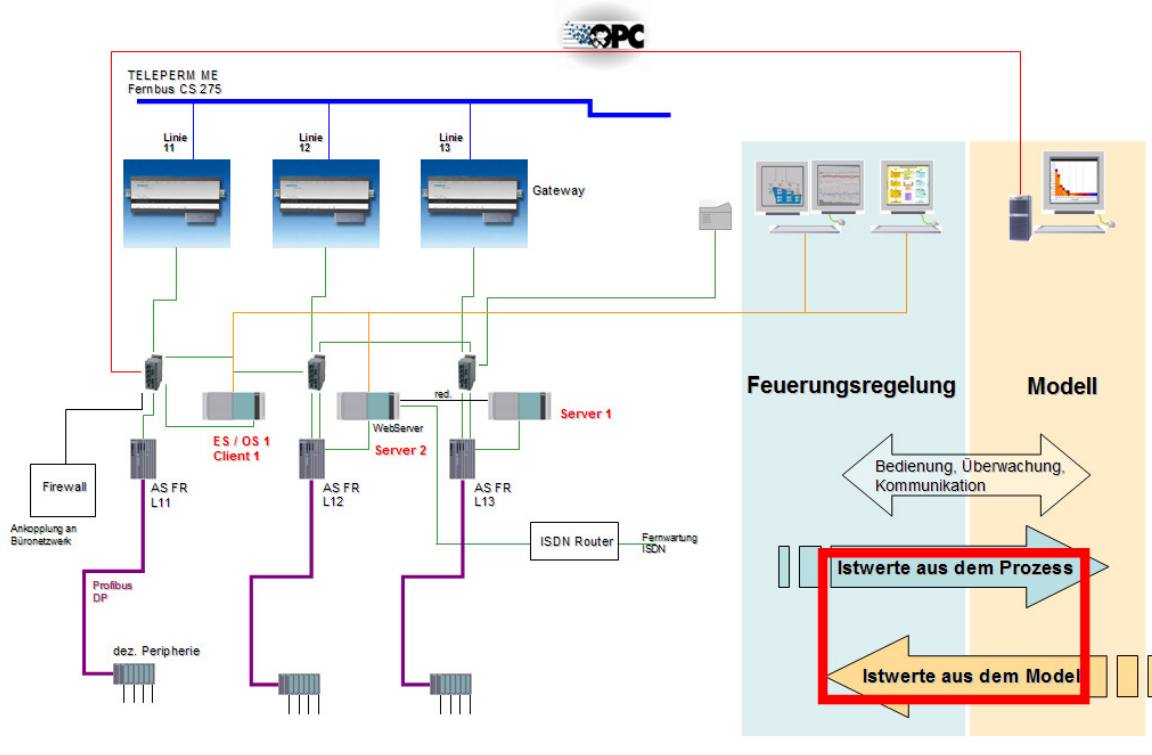 OPC
TELEPERM ME
Fernbus CS 275
Linie
11
Linie
12
Linie
13
Gateway
Feuerungsregelung
Modell
red.
WebServer
ES / OS 1
Client 1
Server 2
Server 1
Bedienung, Überwachung,
Kommunikation
Firewall
AS FR
L11
AS FR
L12
AS FR
L13
Ankopplung an
Büronetzwerk
ISDN Router
Fernwartung
ISDN
Istwerte aus dem Prozess
Profibus
DP
dez. Peripherie
Istwerte aus dem Model